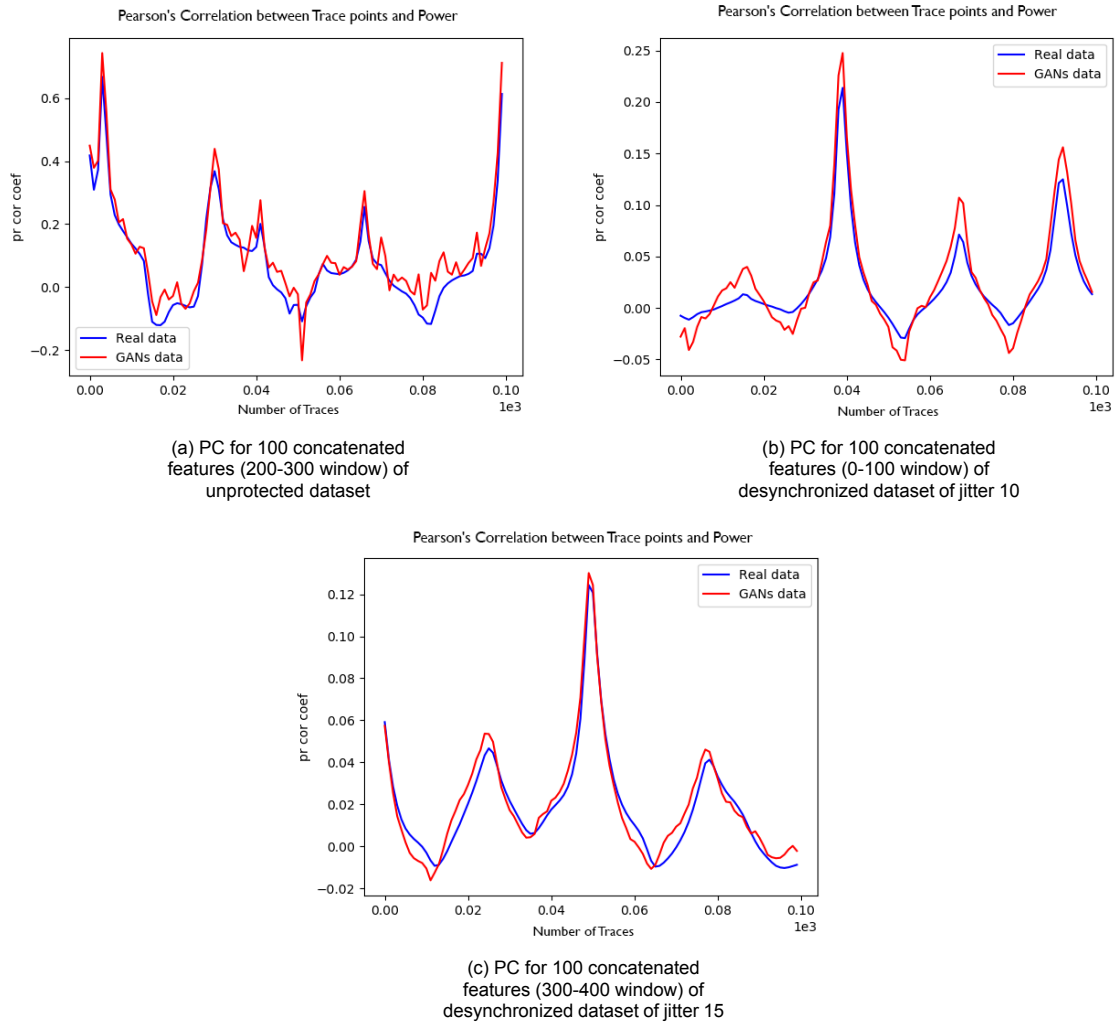 Pearson's Correlation between Trace points and Power
pr cor coef
0.6
0.4
0.2
0.0
−0.2
Real data
GANs data
0.00
0.02
0.04
0.06
0.08
0.10
1e3
Number of Traces
(a) PC for 100 concatenated
features (200-300 window) of
unprotected dataset
Pearson's Correlation between Trace points and Power
pr cor coef
0.25
0.20
0.15
0.10
0.05
0.00
−0.05
Real data
GANs data
0.00
0.02
0.04
0.06
0.08
0.10
1e3
Number of Traces
(b) PC for 100 concatenated
features (0-100 window) of
desynchronized dataset of jitter 10
Pearson's Correlation between Trace points and Power
pr cor coef
0.12
0.10
0.08
0.06
0.04
0.02
0.00
−0.02
Real data
GANs data
0.00
0.02
0.04
0.06
0.08
0.10
1e3
Number of Traces
(c) PC for 100 concatenated
features (300-400 window) of
desynchronized dataset of jitter 15